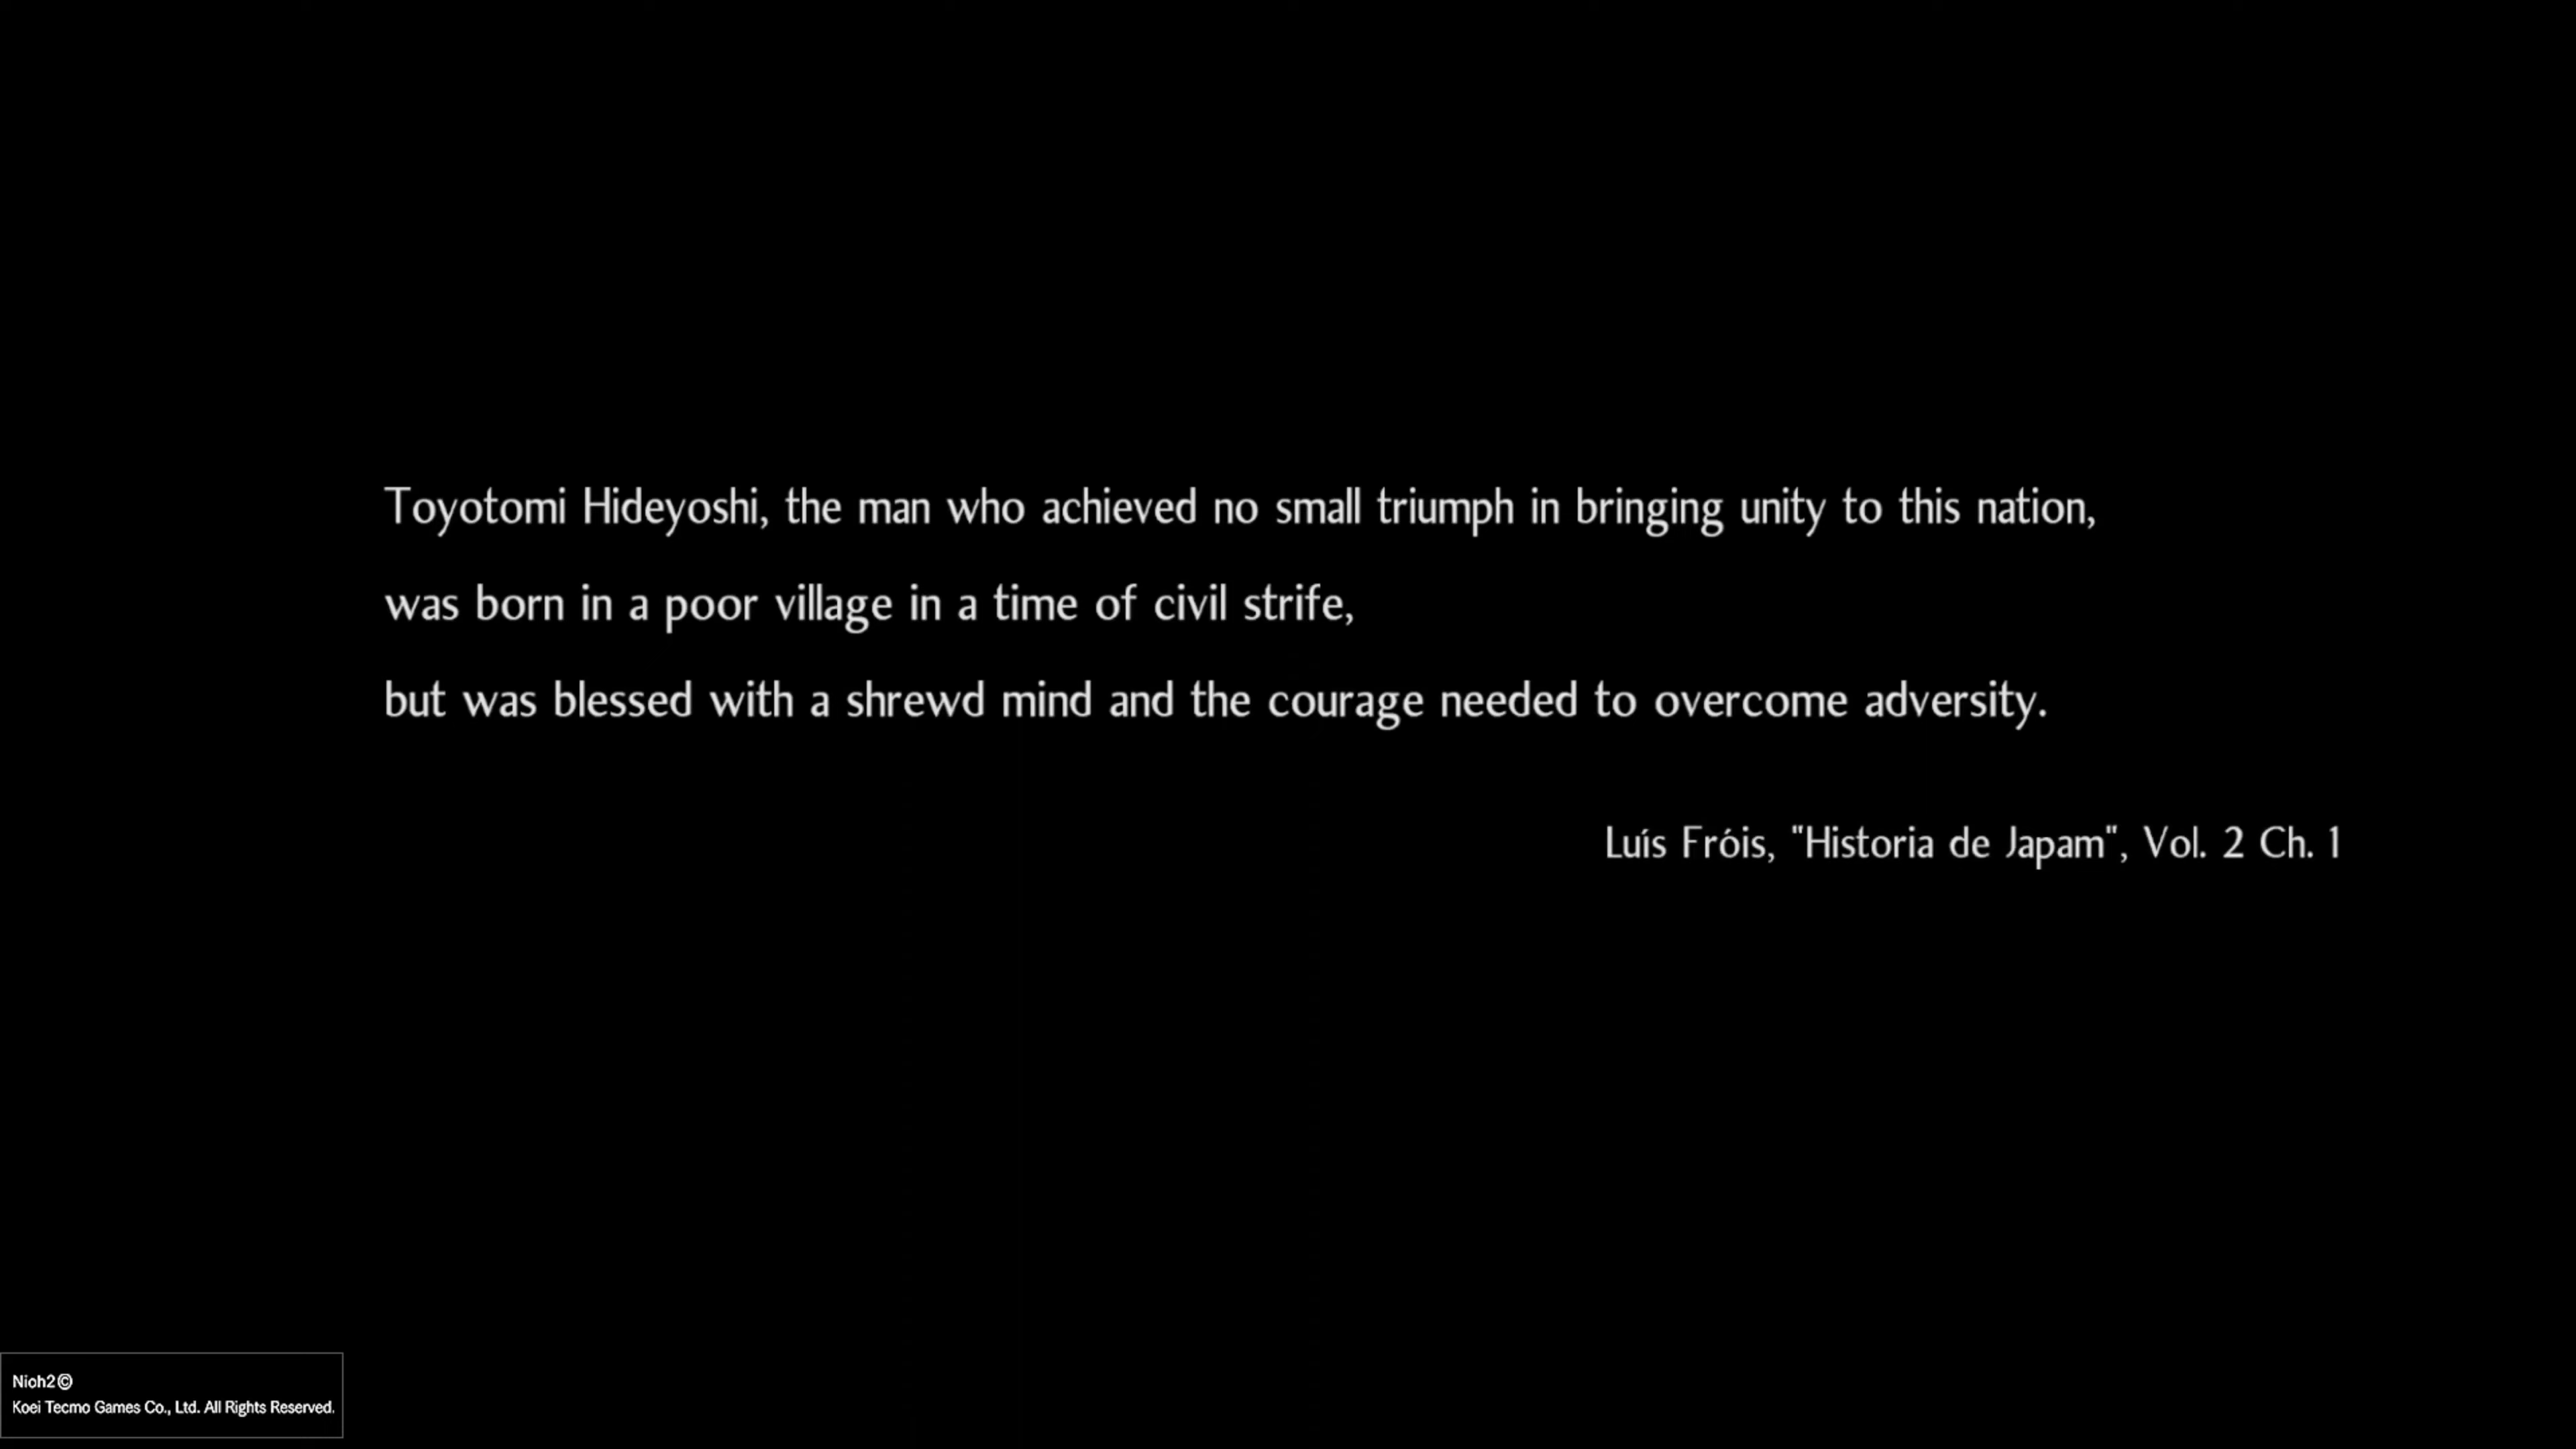 Toyotomi Hideyoshi, the man who achieved no small triumph in bringing unity to this nation,
was born in a poor village in a time of civil strife,
but was blessed with a shrewd mind and the courage needed to overcome adversity.
Luís Fróis, "Historia de Japam", Vol. 2 Ch. 1
Nioh2©
Koei Tecmo Games Co., Ltd. All Rights Reserved.